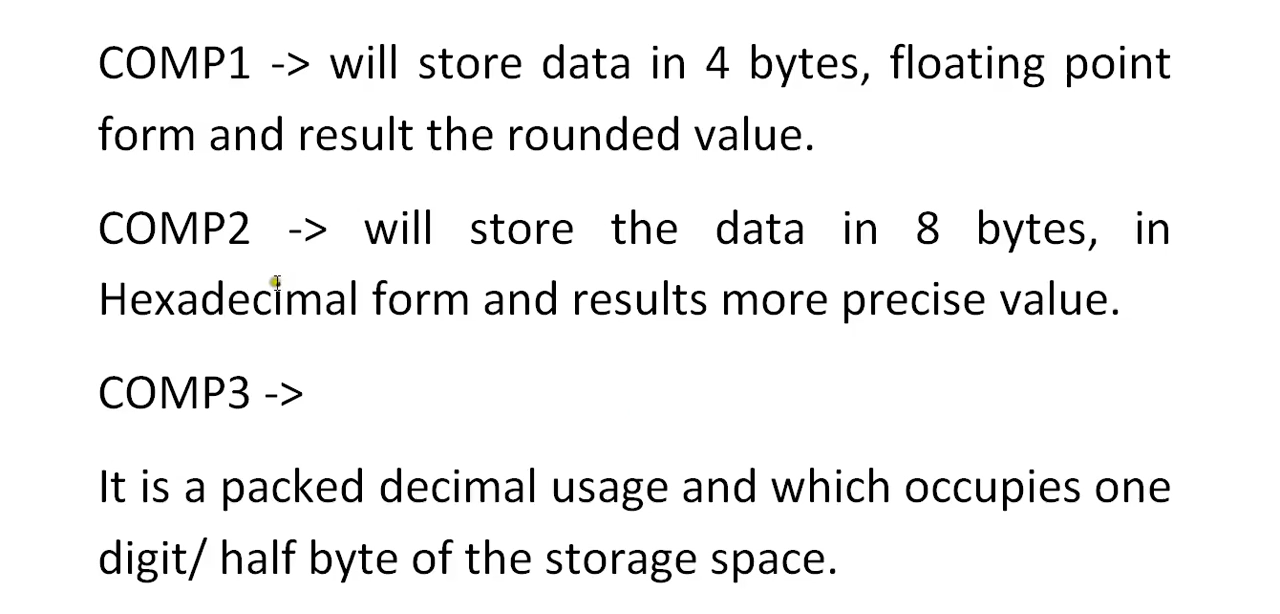 COMP1 -> will store data in 4 bytes, floating point
form and result the rounded value.
COMP2 -> will store the data in 8 bytes, in
Hexadecimal form and results more precise value.
COMP3 ->
It is a packed decimal usage and which occupies one
digit/ half byte of the storage space.